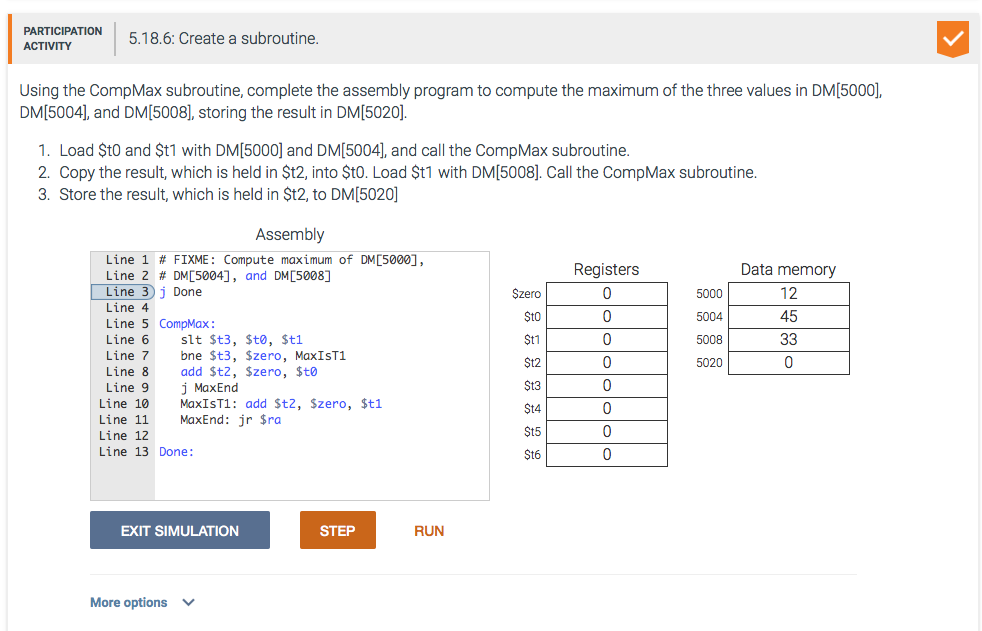 PARTICIPATION
ACTIVITY
5.18.6: Create a subroutine.
Using the CompMax subroutine, complete the assembly program to compute the maximum of the three values in DM[5000],
DM[5004], and DM[5008], storing the result in DM[5020].
1. Load $t0 and $t1 with DM[5000] and DM[5004], and call the CompMax subroutine.
2. Copy the result, which is held in $t2, into $t0. Load $t1 with DM[5008]. Call the CompMax subroutine.
3. Store the result, which is held in $t2, to DM[5020]
Assembly
Line 1 # FIXME: Compute maximum of DM[5000],
Line 2 # DM[5004], and DM[5008]
Line 3 j Done
Line 4
Line 5 CompMax:
Line 6 slt $t3, $t0, $t1
Line 7 bne $t3, $zero, MaxIsT1
Line 8 add $t2, $zero, $t0
Line 9 j MaxEnd
Line 10 MaxIsT1: add $t2, $zero, $t1
Line 11 MaxEnd: jr $ra
Line 12
Line 13 Done:
Registers
$zero 0
$t0 0
$t1 0
$t2 0
$t3 0
$t4 0
$t5 0
$t6 0
Data memory
5000 12
5004 45
5008 33
5020 0
EXIT SIMULATION
STEP
RUN
More options